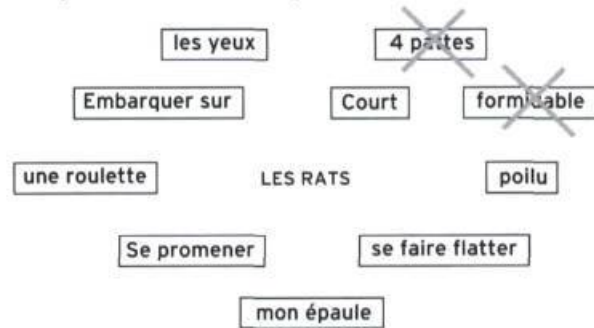 les yeux 4 pattes
Embarquer sur Court formidable
une roulette LES RATS poilu
Se promener se faire flatter
mon épaule